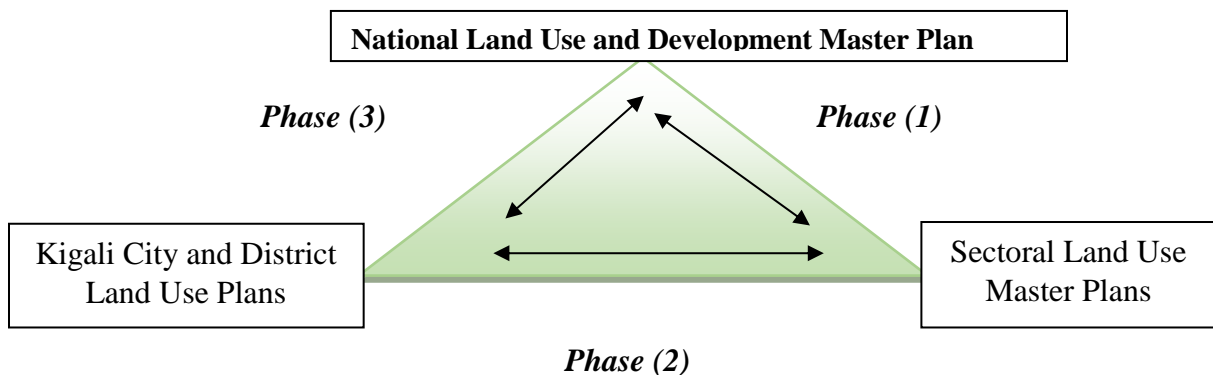 National Land Use and Development Master Plan
Phase (3)
Phase (1)
Kigali City and District
Land Use Plans
Sectoral Land Use
Master Plans
Phase (2)